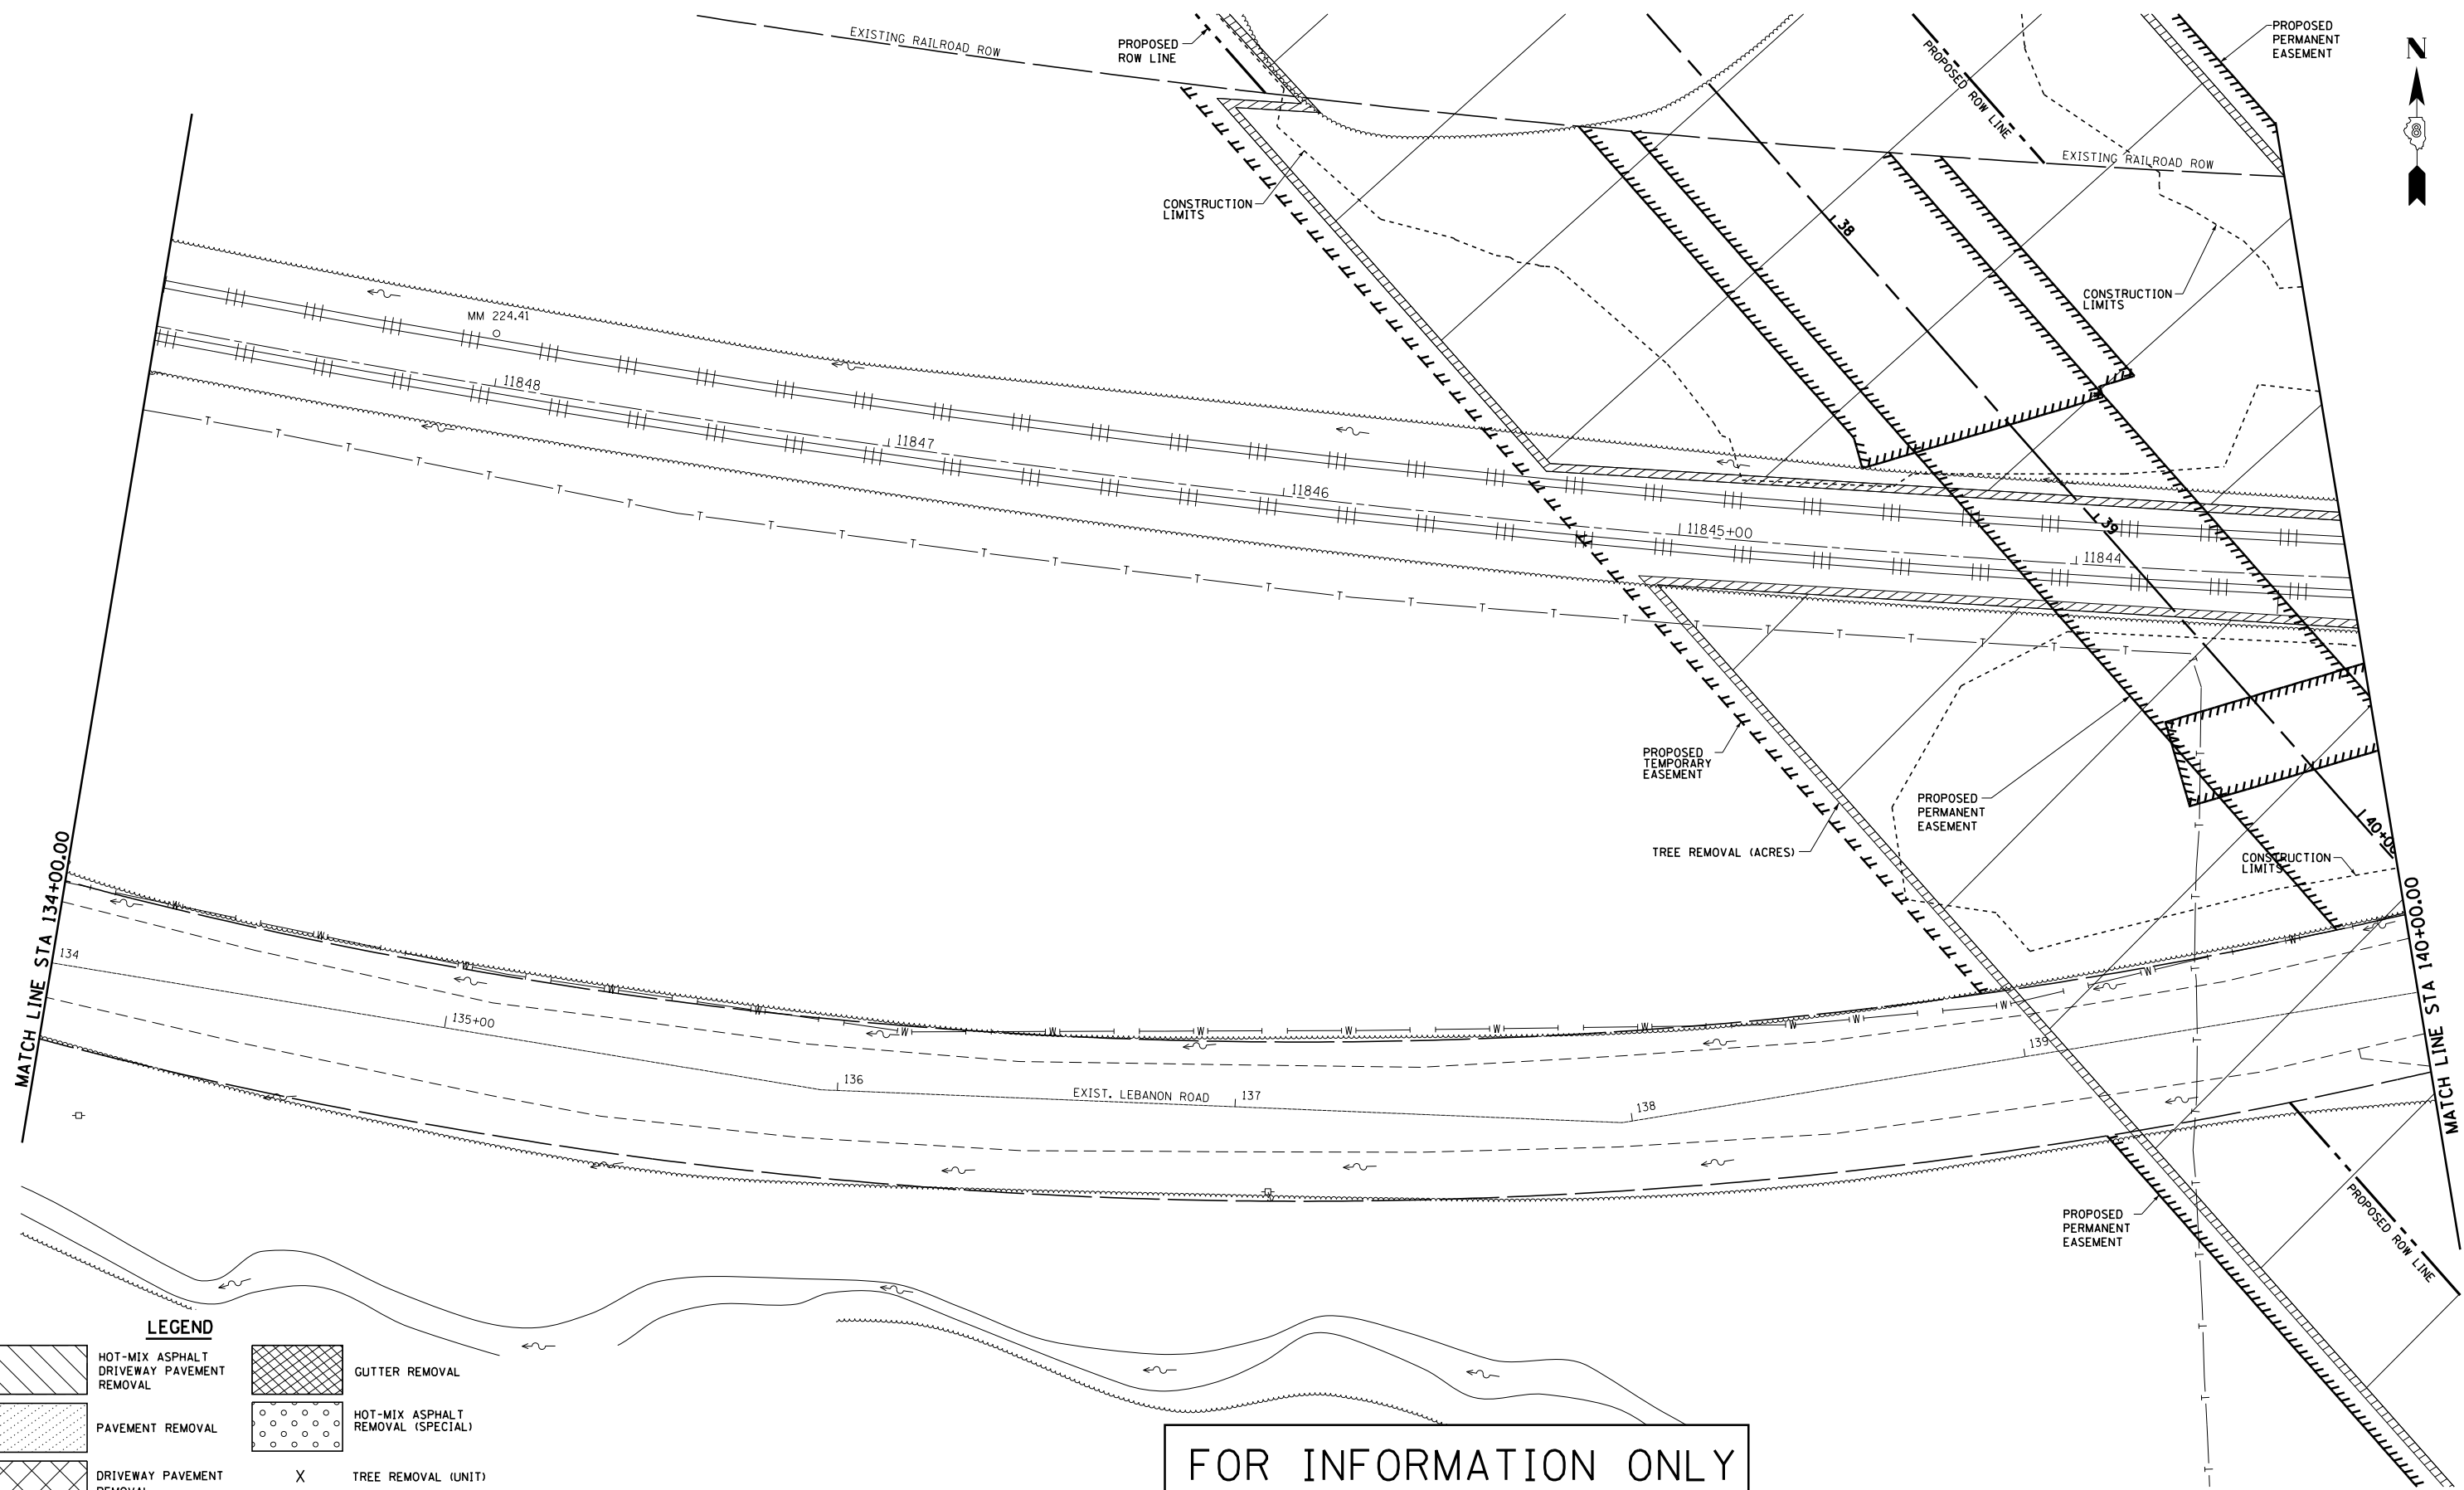 EXISTING RAILROAD ROW
PROPOSED
ROW LINE
PROPOSED ROW LINE
PROPOSED
PERMANENT
EASEMENT
N
8
EXISTING RAILROAD ROW
CONSTRUCTION
LIMITS
38
CONSTRUCTION
LIMITS
MM 224.41
11848
11847
11846
11845+00
11844
39
T T T T T T T T T T T T T T T T T T T T T T T T T T T T
PROPOSED
TEMPORARY
EASEMENT
PROPOSED
PERMANENT
EASEMENT
TREE REMOVAL (ACRES)
40+00
CONSTRUCTION
LIMITS
MATCH LINE STA 134+00.00
MATCH LINE STA 140+00.00
W W W W W W W W W W W W W W W W
134
135+00
136
EXIST. LEBANON ROAD
137
138
139
PROPOSED
PERMANENT
EASEMENT
PROPOSED ROW LINE
LEGEND
HOT-MIX ASPHALT
DRIVEWAY PAVEMENT
REMOVAL
GUTTER REMOVAL
PAVEMENT REMOVAL
HOT-MIX ASPHALT
REMOVAL (SPECIAL)
DRIVEWAY PAVEMENT
REMOVAL
X TREE REMOVAL (UNIT)
FOR INFORMATION ONLY